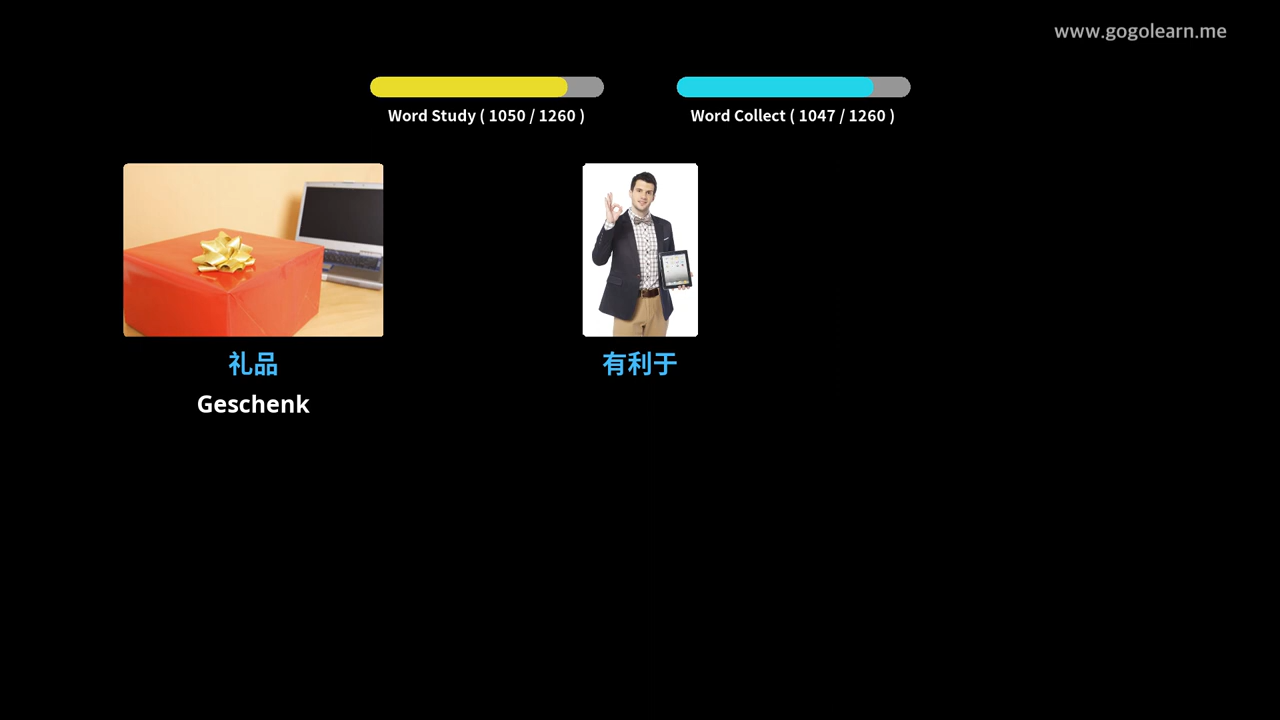 www.gogolearn.me
Word Study ( 1050 / 1260 )
Word Collect ( 1047 / 1260 )
礼品
有利于
Geschenk